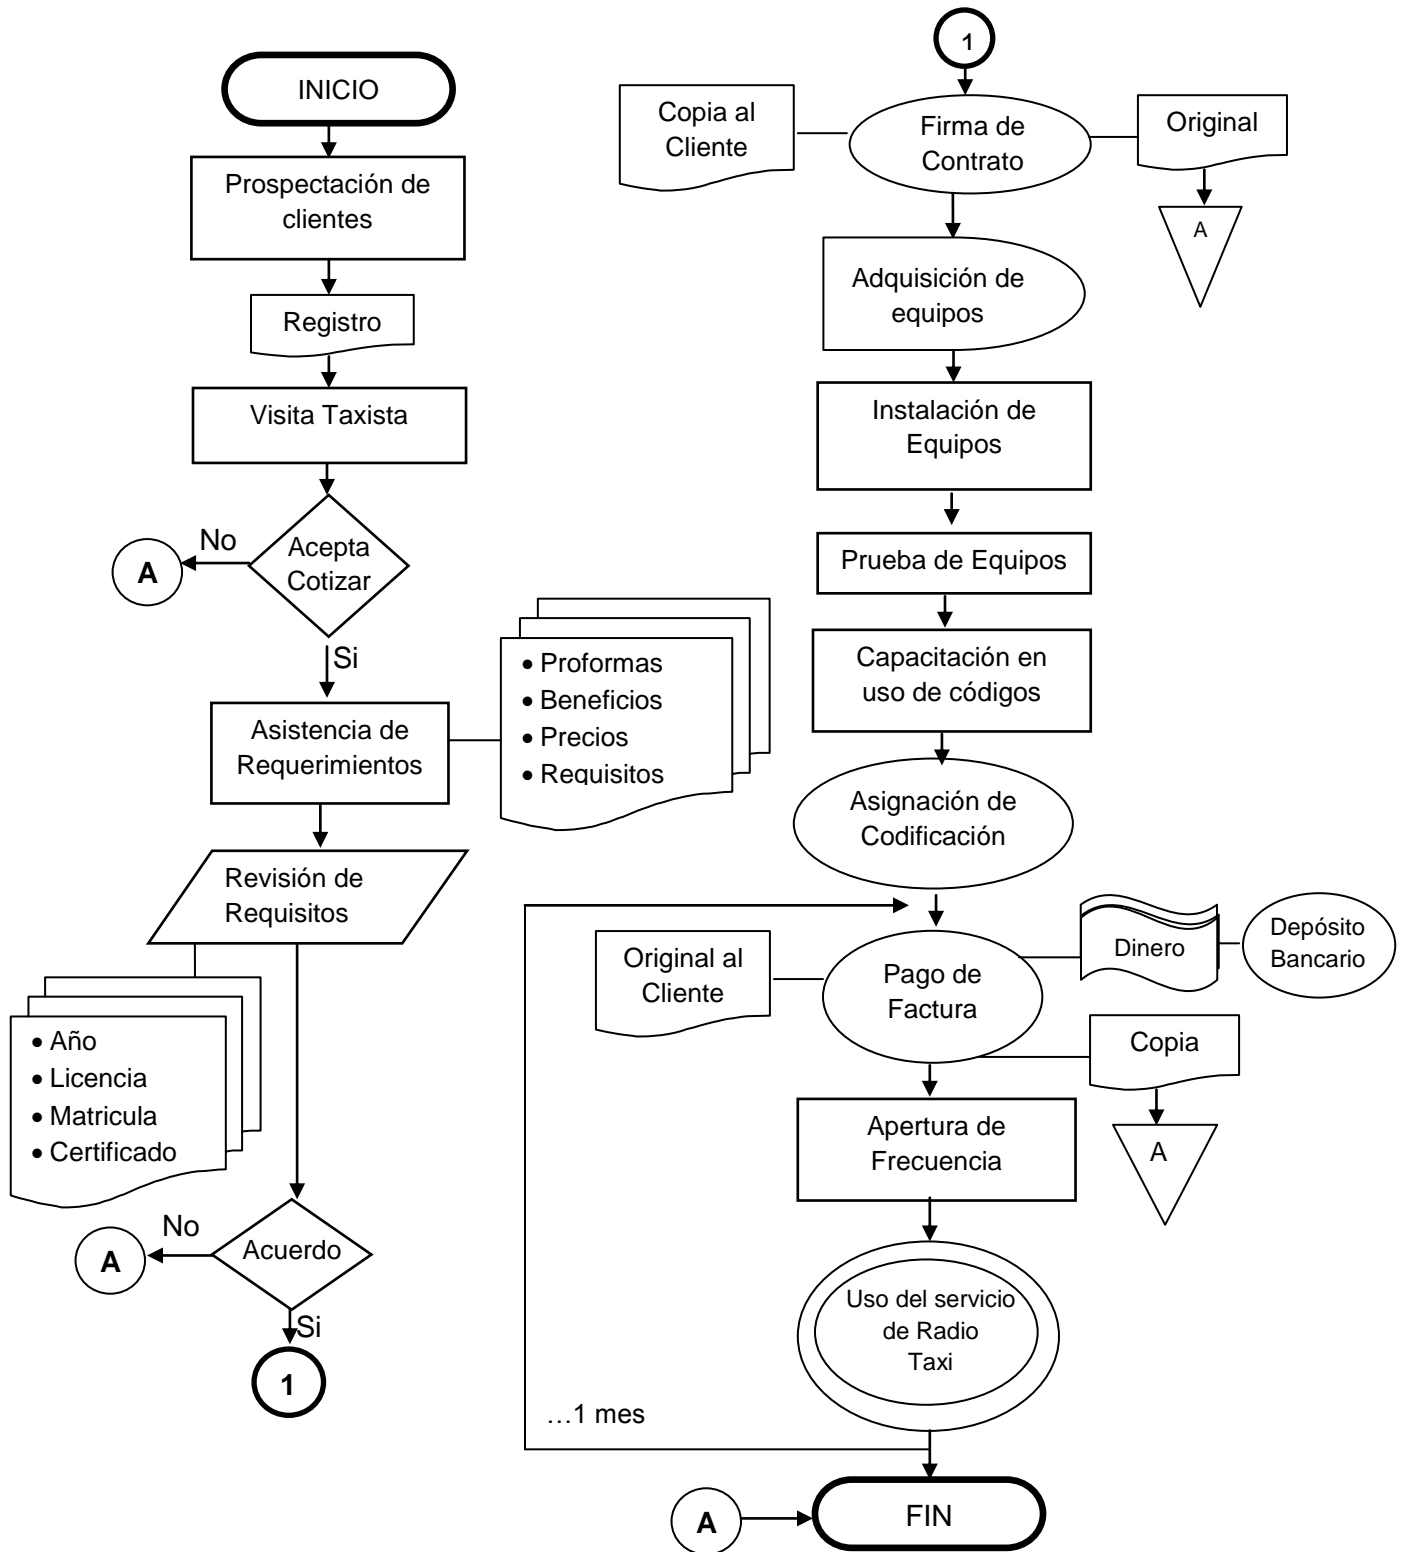 INICIO
Prospectación de
clientes
Registro
Visita Taxista
Acepta
Cotizar
No
A
Si
Asistencia de
Requerimientos
• Proformas
• Beneficios
• Precios
• Requisitos
Revisión de
Requisitos
• Año
• Licencia
• Matricula
• Certificado
Acuerdo
No
A
Si
1
1
Copia al
Cliente
Firma de
Contrato
Original
A
Adquisición de
equipos
Instalación de
Equipos
Prueba de Equipos
Capacitación en
uso de códigos
Asignación de
Codificación
Original al
Cliente
Pago de
Factura
Dinero
Depósito
Bancario
Copia
A
Apertura de
Frecuencia
Uso del servicio
de Radio
Taxi
…1 mes
A
FIN